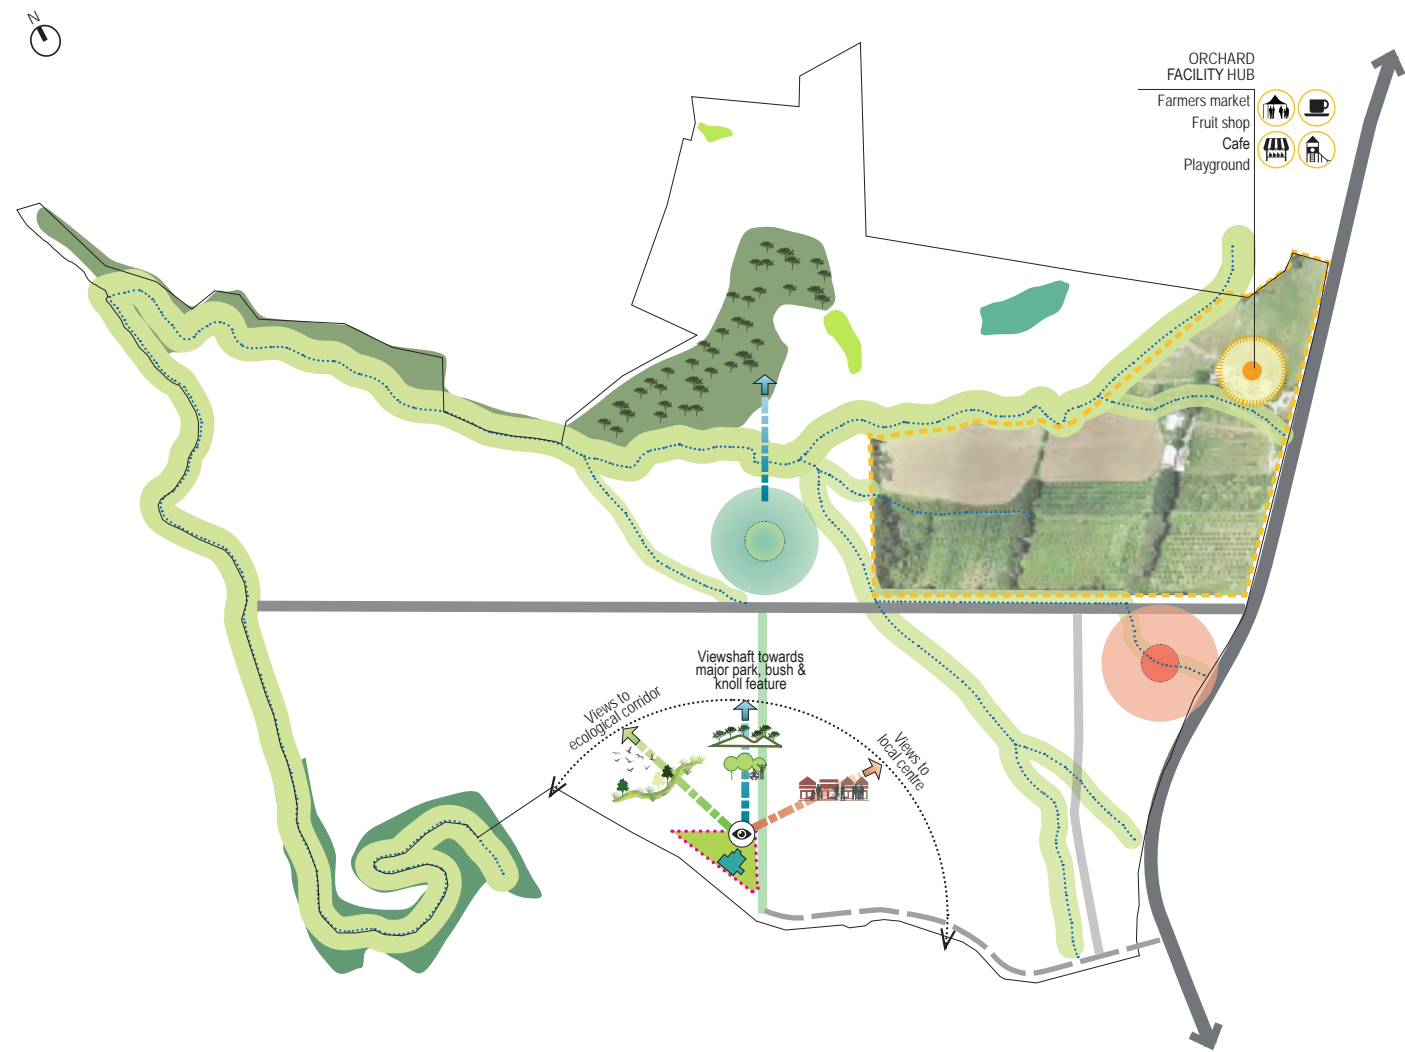 N
ORCHARD
FACILITY HUB
Farmers market
Fruit shop
Cafe
Playground
Viewshaft towards
major park, bush &
knoll feature
Views to
ecological corridor
Views to
local centre